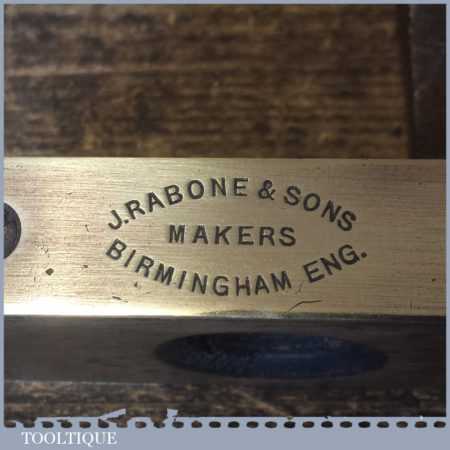 J.RABONE & SONS
MAKERS
BIRMINGHAM ENG.
TOOLTIQUE